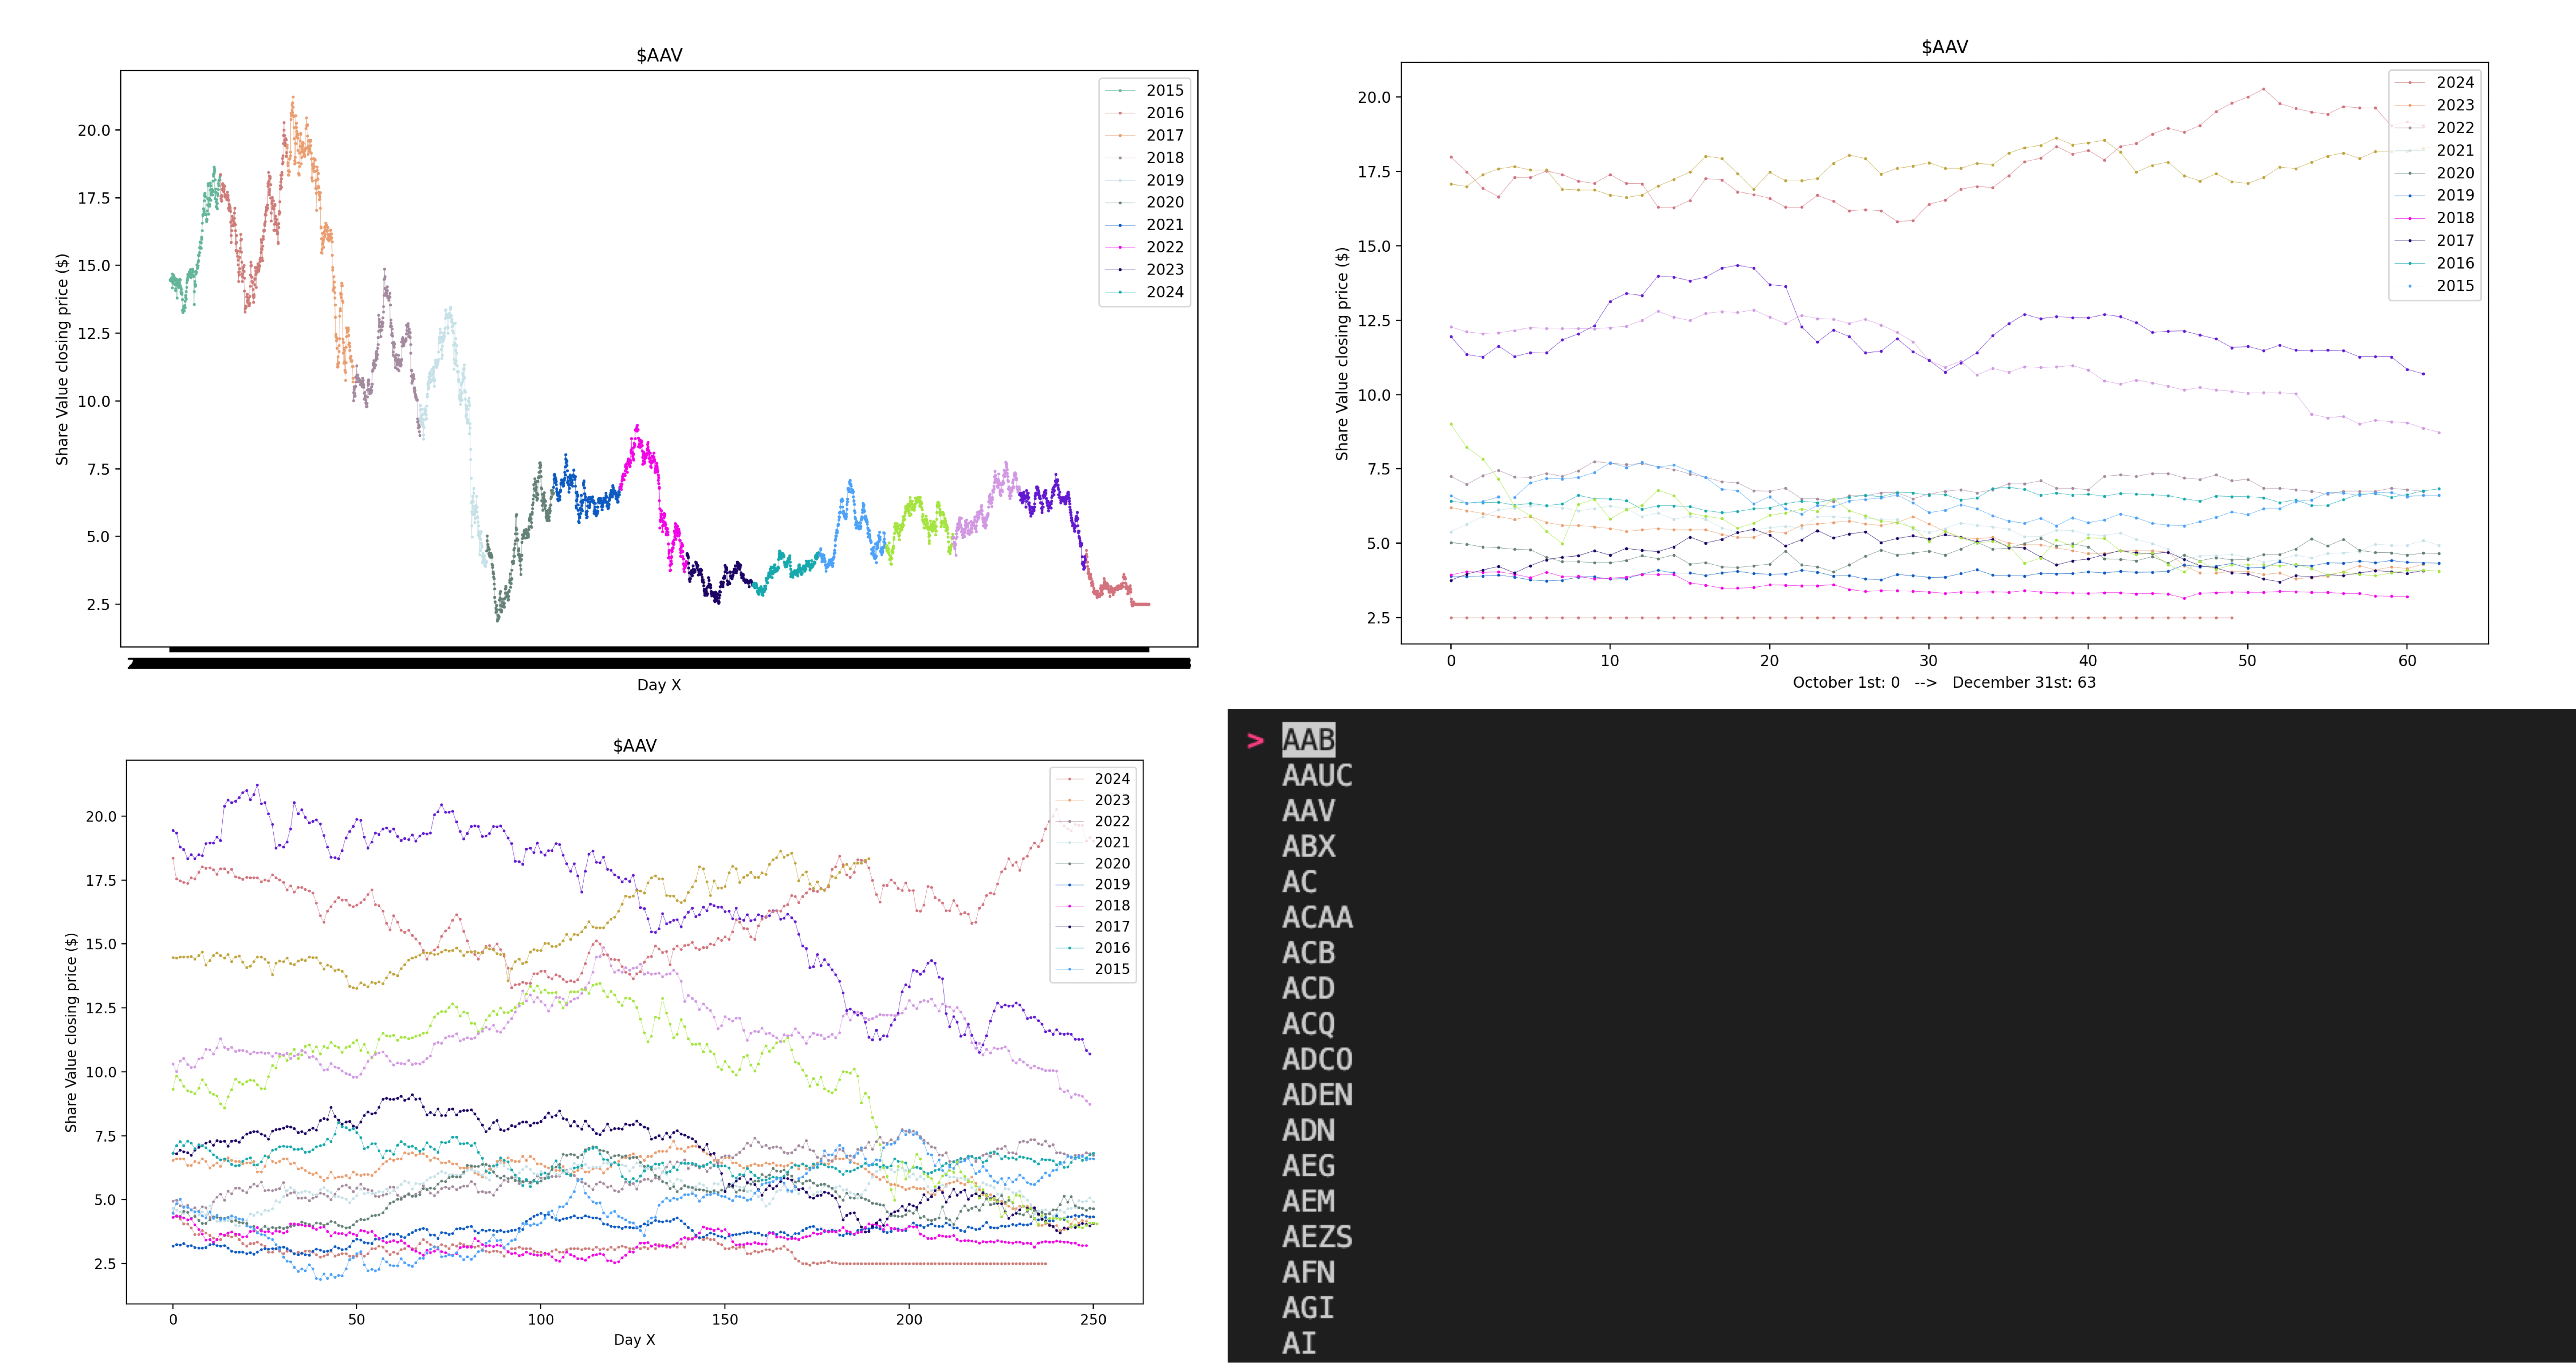 $AAV
Share Value closing price ($)
20.0
17.5
15.0
12.5
10.0
7.5
5.0
2.5
2015
2016
2017
2018
2019
2020
2021
2022
2023
2024
Day X
$AAV
Share Value closing price ($)
20.0
17.5
15.0
12.5
10.0
7.5
5.0
2.5
2024
2023
2022
2021
2020
2019
2018
2017
2016
2015
0 10 20 30 40 50 60
October 1st: 0 --> December 31st: 63
$AAV
Share Value closing price ($)
20.0
17.5
15.0
12.5
10.0
7.5
5.0
2.5
2024
2023
2022
2021
2020
2019
2018
2017
2016
2015
0 50 100 150 200 250
Day X
> AAB
AAUC
AAV
ABX
AC
ACAA
ACB
ACD
ACQ
ADCO
ADEN
ADN
AEG
AEM
AEZS
AFN
AGI
AI